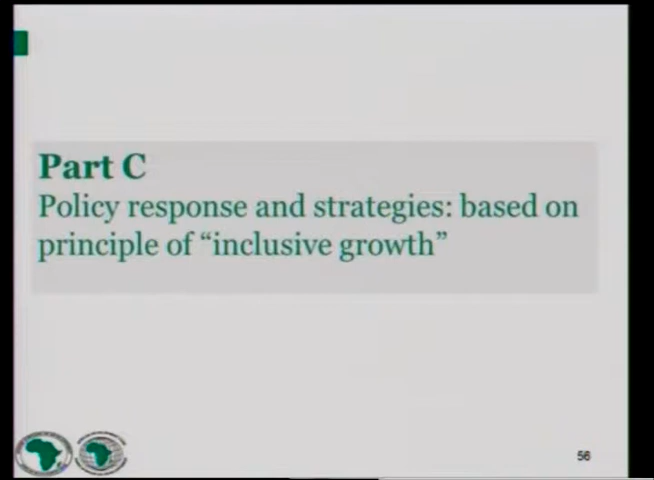 Part C
Policy response and strategies: based on
principle of “inclusive growth”
56